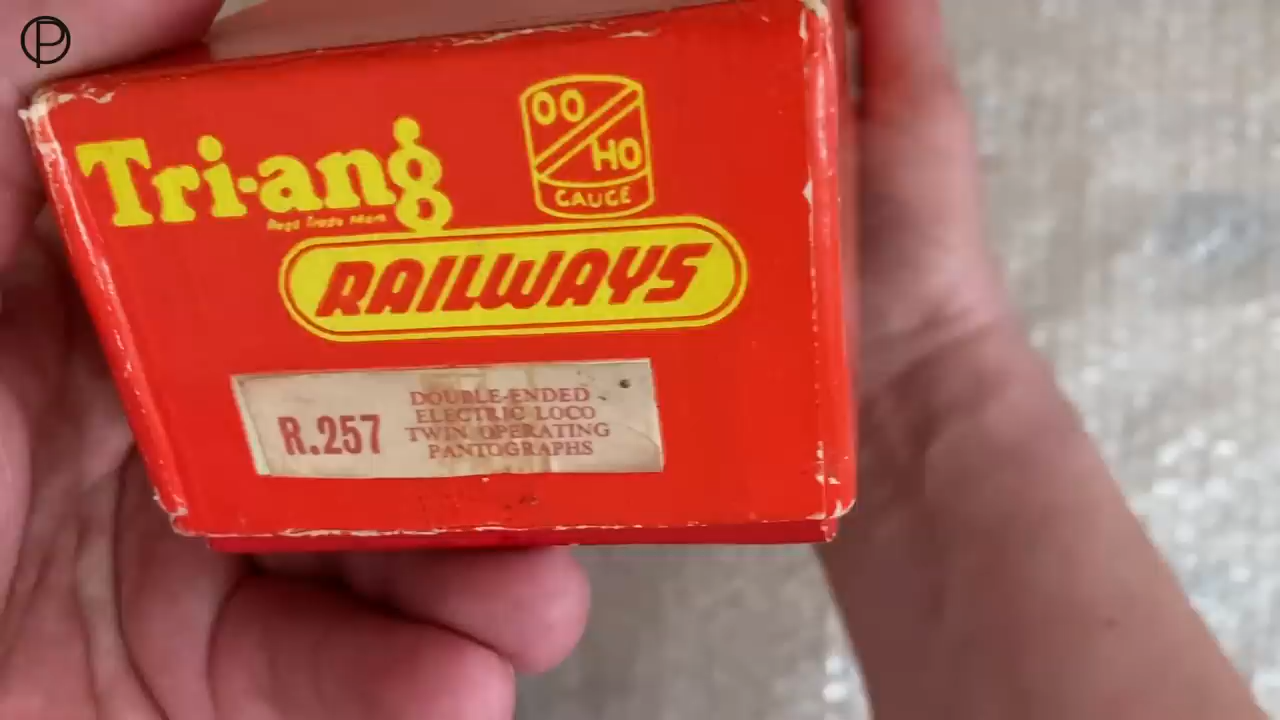 Tri-ang
Regd Trade Mark
OO
HO
GAUGE
RAILWAYS
R.257
DOUBLE-ENDED
ELECTRIC LOCO
TWIN OPERATING
PANTOGRAPHS